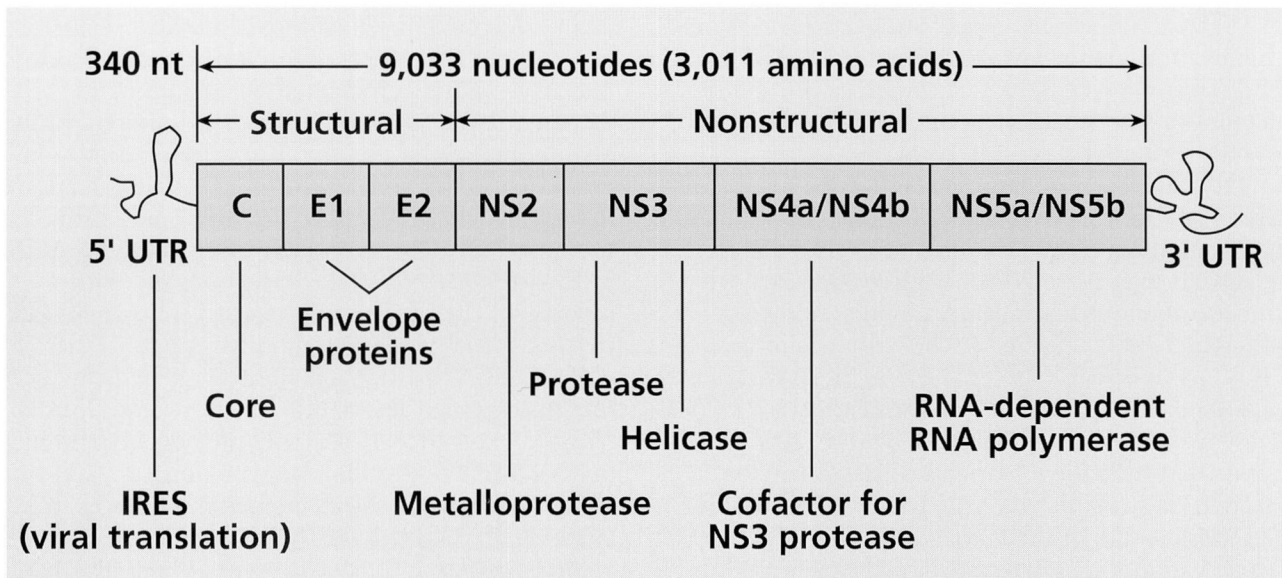 340 nt
9,033 nucleotides (3,011 amino acids)
Structural
Nonstructural
C
E1
E2
NS2
NS3
NS4a/NS4b
NS5a/NS5b
5' UTR
3' UTR
Envelope
proteins
Core
Protease
Helicase
RNA-dependent
RNA polymerase
IRES
(viral translation)
Metalloprotease
Cofactor for
NS3 protease